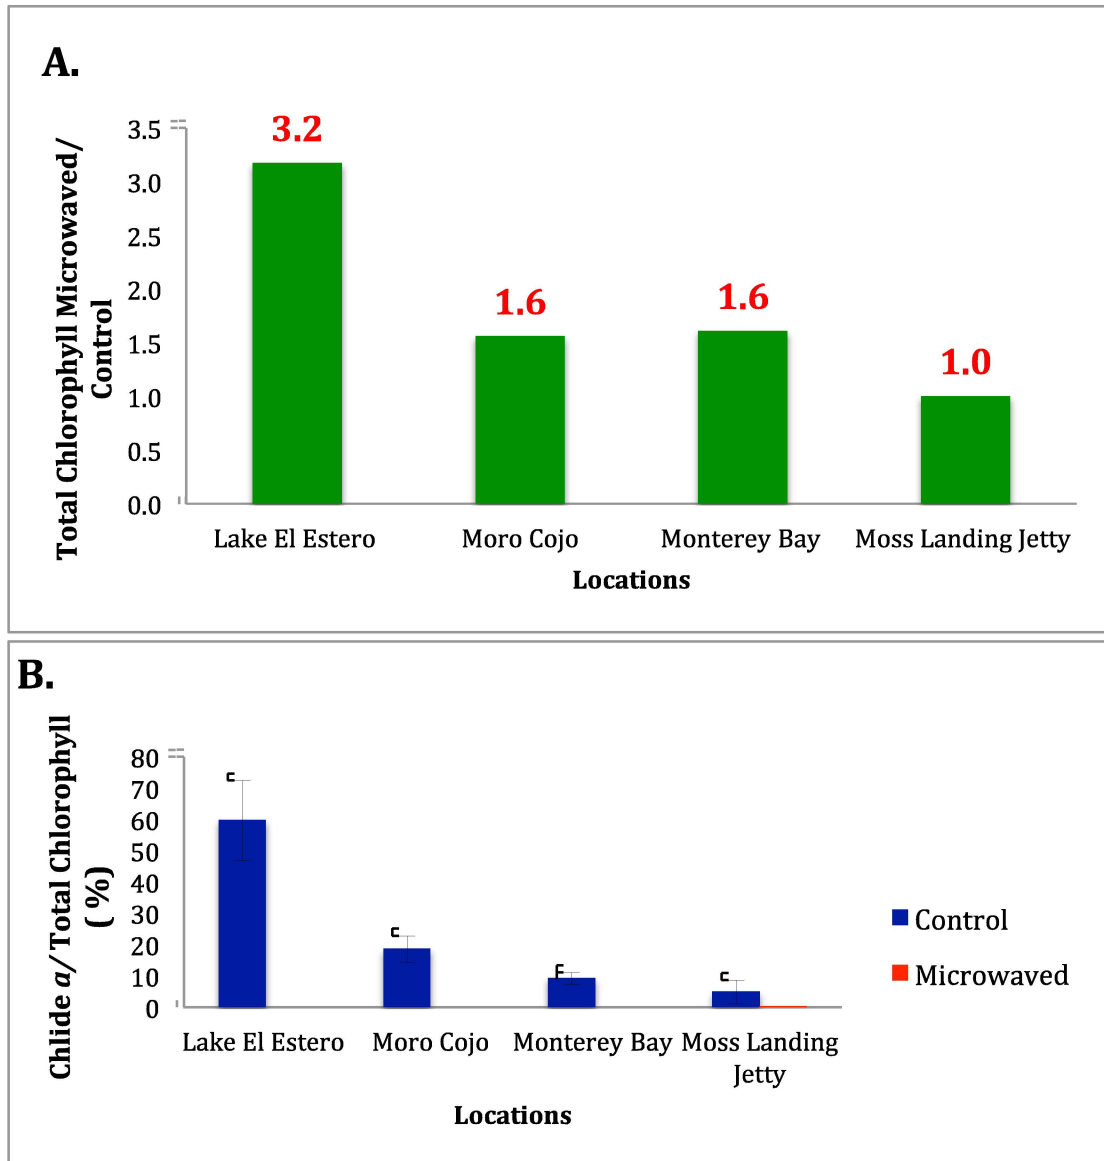 A.
Total Chlorophyll Microwaved/
Control
3.5
3.0
2.5
2.0
1.5
1.0
0.5
0.0
3.2
1.6
1.6
1.0
Lake El Estero
Moro Cojo
Monterey Bay
Moss Landing Jetty
Locations
B.
Chlide a/ Total Chlorophyll
( %)
80
70
60
50
40
30
20
10
0
Lake El Estero
Moro Cojo
Monterey Bay
Moss Landing
Jetty
Locations
Control
Microwaved